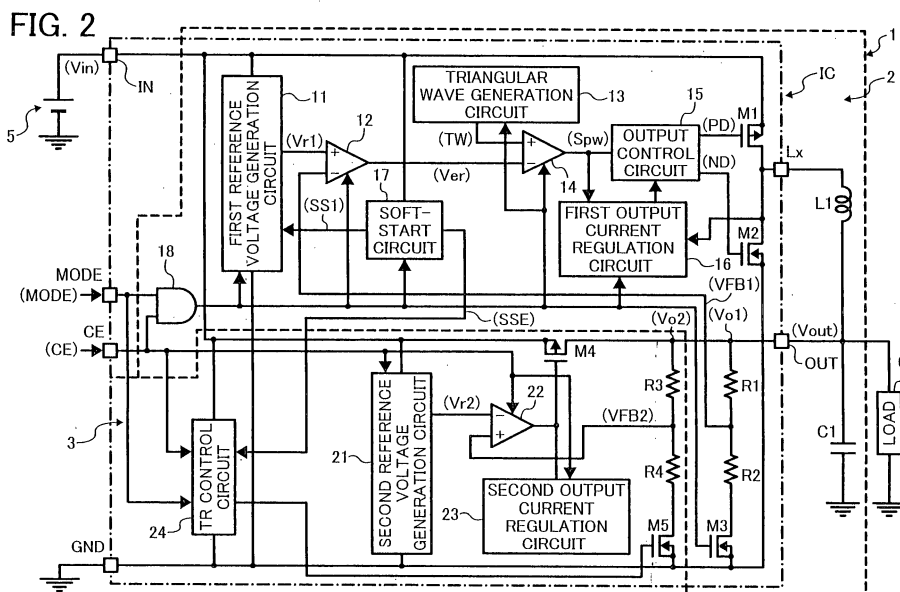 FIG. 2
1
2
IC
(Vin)
IN
5
FIRST REFERENCE
VOLTAGE GENERATION
CIRCUIT
11
(Vr1)
12
TRIANGULAR
WAVE GENERATION
CIRCUIT
13
(TW)
(Ver)
14
(Spw)
15
OUTPUT
CONTROL
CIRCUIT
(PD)
(ND)
M1
Lx
L1
M2
17
SOFT-
START
CIRCUIT
(SS1)
FIRST OUTPUT
CURRENT
REGULATION
CIRCUIT
16
(VFB1)
MODE
(MODE)
18
CE
(CE)
(SSE)
(Vo2)
(Vo1)
(Vout)
OUT
M4
R3
R1
6
LOAD
C1
3
TR CONTROL
CIRCUIT
24
21
SECOND REFERENCE
VOLTAGE
GENERATION CIRCUIT
(Vr2)
22
(VFB2)
R4
R2
23
SECOND OUTPUT
CURRENT
REGULATION
CIRCUIT
M5
M3
GND